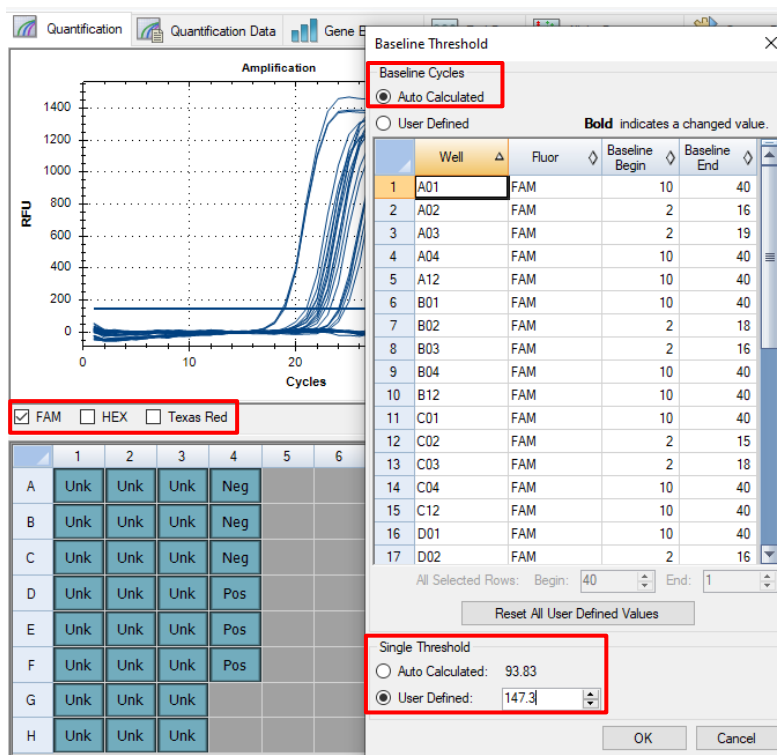 Quantification
Quantification Data
Gene E
Amplification
1400
1200
1000
800
600
400
200
0
RFU
0
10
20
Cycles
FAM HEX Texas Red
1 2 3 4 5 6
A Unk Unk Unk Neg
B Unk Unk Unk Neg
C Unk Unk Unk Neg
D Unk Unk Unk Pos
E Unk Unk Unk Pos
F Unk Unk Unk Pos
G Unk Unk Unk
H Unk Unk Unk
Baseline Threshold
Baseline Cycles
Auto Calculated
User Defined
Bold indicates a changed value.
Well Fluor Baseline Begin Baseline End
1 A01 FAM 10 40
2 A02 FAM 2 16
3 A03 FAM 2 19
4 A04 FAM 10 40
5 A12 FAM 10 40
6 B01 FAM 10 40
7 B02 FAM 2 18
8 B03 FAM 2 16
9 B04 FAM 10 40
10 B12 FAM 10 40
11 C01 FAM 10 40
12 C02 FAM 2 15
13 C03 FAM 2 18
14 C04 FAM 10 40
15 C12 FAM 10 40
16 D01 FAM 10 40
17 D02 FAM 2 16
All Selected Rows: Begin: 40 End: 1
Reset All User Defined Values
Single Threshold
Auto Calculated: 93.83
User Defined: 147.3
OK Cancel